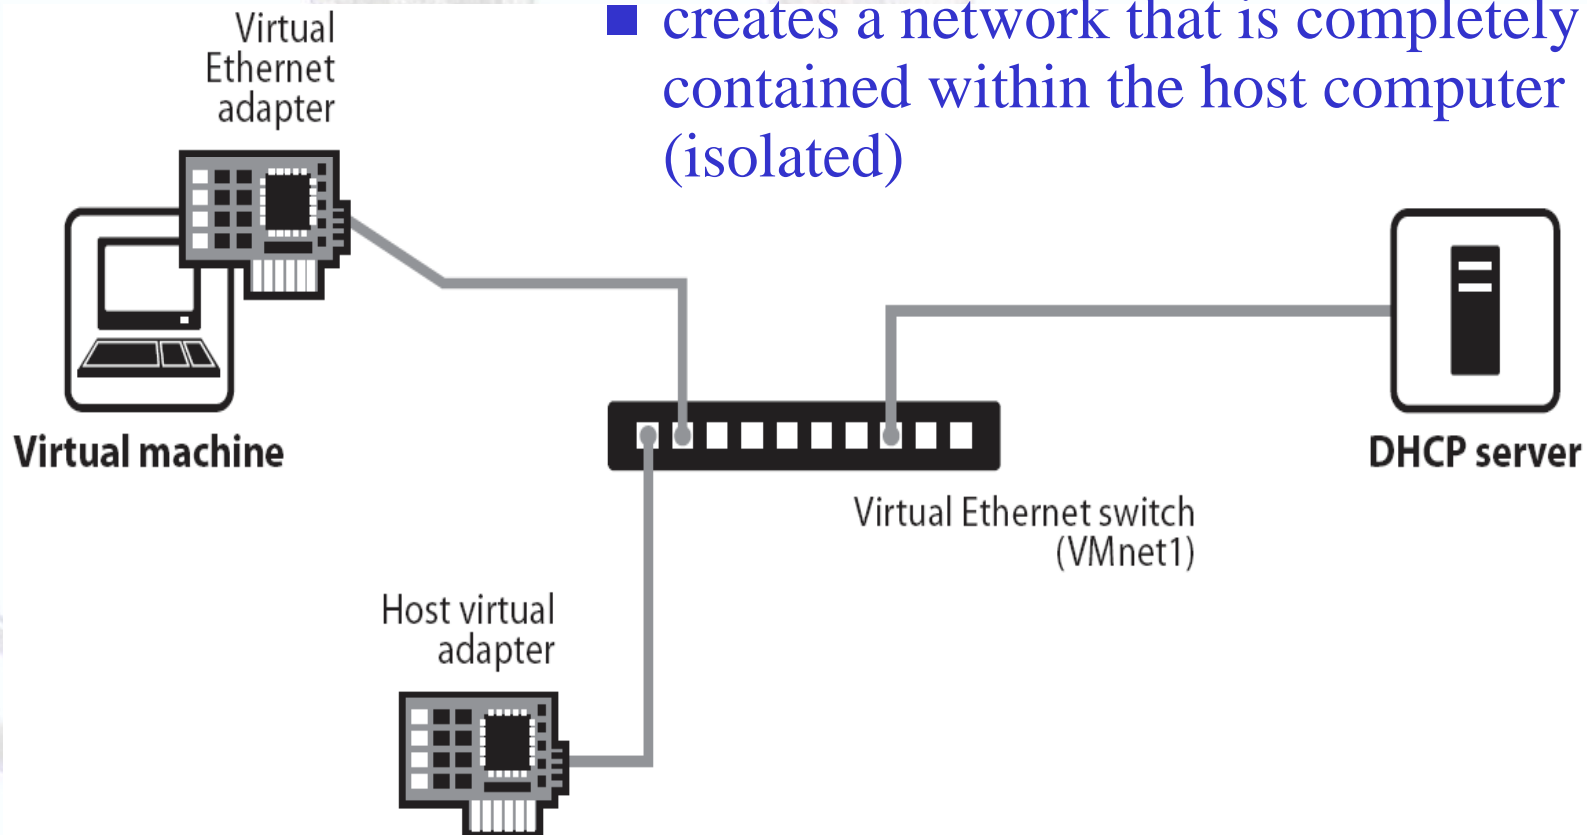 creates a network that is completely
contained within the host computer
(isolated)
Virtual
Ethernet
adapter
Virtual machine
DHCP server
Virtual Ethernet switch
(VMnet1)
Host virtual
adapter